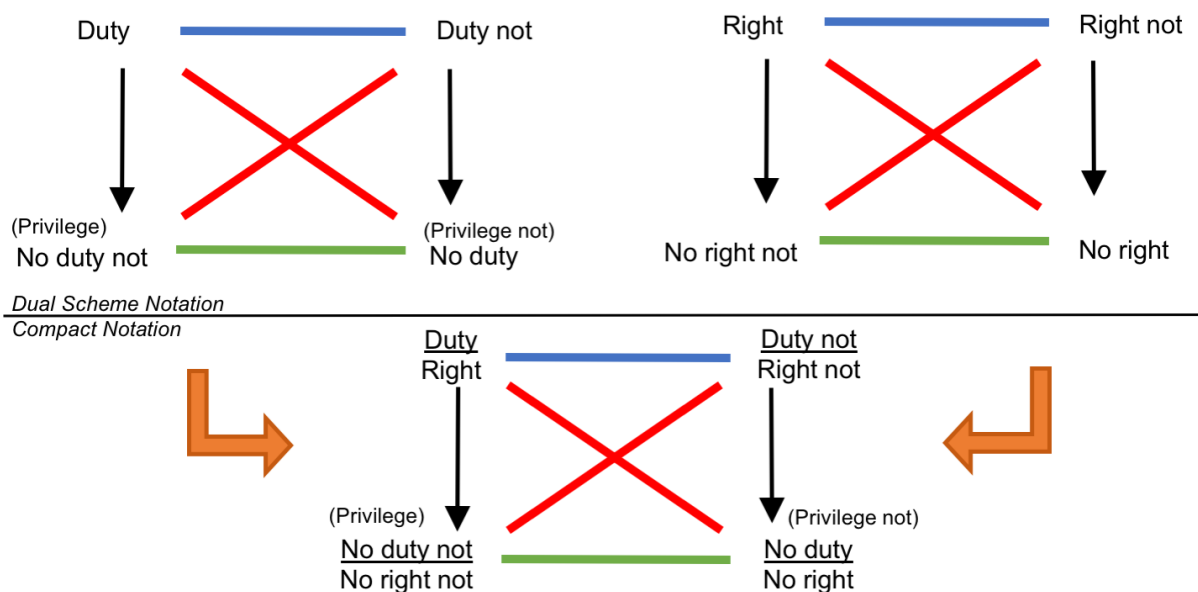 Duty
Duty not
Right
Right not
(Privilege)
No duty not
(Privilege not)
No duty
No right not
No right
Dual Scheme Notation
Compact Notation
Duty
Right
Duty not
Right not
(Privilege)
No duty not
No right not
(Privilege not)
No duty
No right